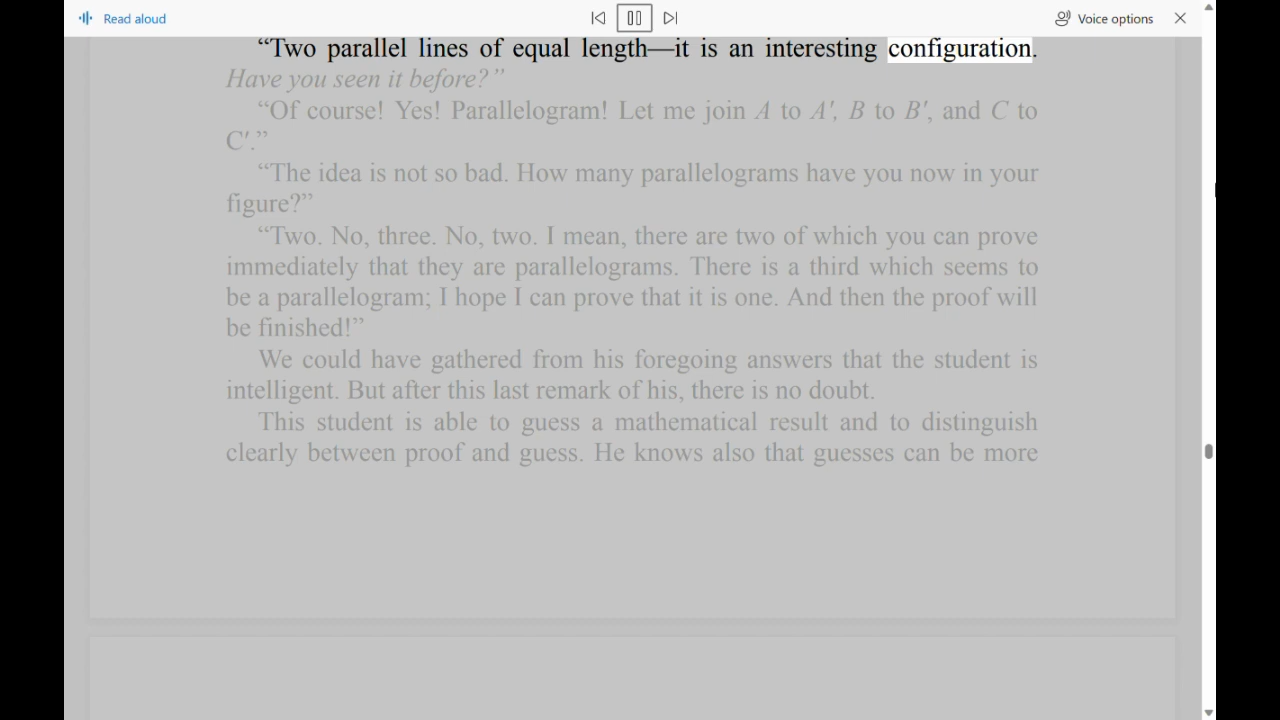 Read aloud
Voice options
“Two parallel lines of equal length—it is an interesting configuration.
Have you seen it before?”
“Of course! Yes! Parallelogram! Let me join A to A′, B to B′, and C to
C′.”
“The idea is not so bad. How many parallelograms have you now in your
figure?”
“Two. No, three. No, two. I mean, there are two of which you can prove
immediately that they are parallelograms. There is a third which seems to
be a parallelogram; I hope I can prove that it is one. And then the proof will
be finished!”
We could have gathered from his foregoing answers that the student is
intelligent. But after this last remark of his, there is no doubt.
This student is able to guess a mathematical result and to distinguish
clearly between proof and guess. He knows also that guesses can be more